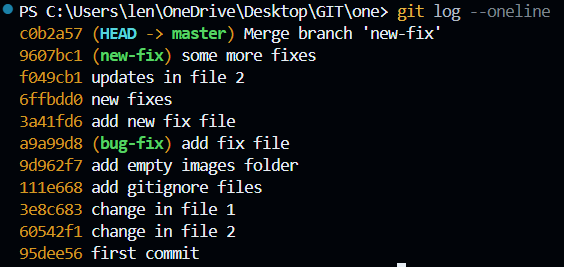 PS C:\Users\len\OneDrive\Desktop\GIT\one> git log --oneline
c0b2a57 (HEAD -> master) Merge branch 'new-fix'
9607bc1 (new-fix) some more fixes
f049cb1 updates in file 2
6ffbdd0 new fixes
3a41fd6 add new fix file
a9a99d8 (bug-fix) add fix file
9d962f7 add empty images folder
111e668 add gitignore files
3e8c683 change in file 1
60542f1 change in file 2
95dee56 first commit